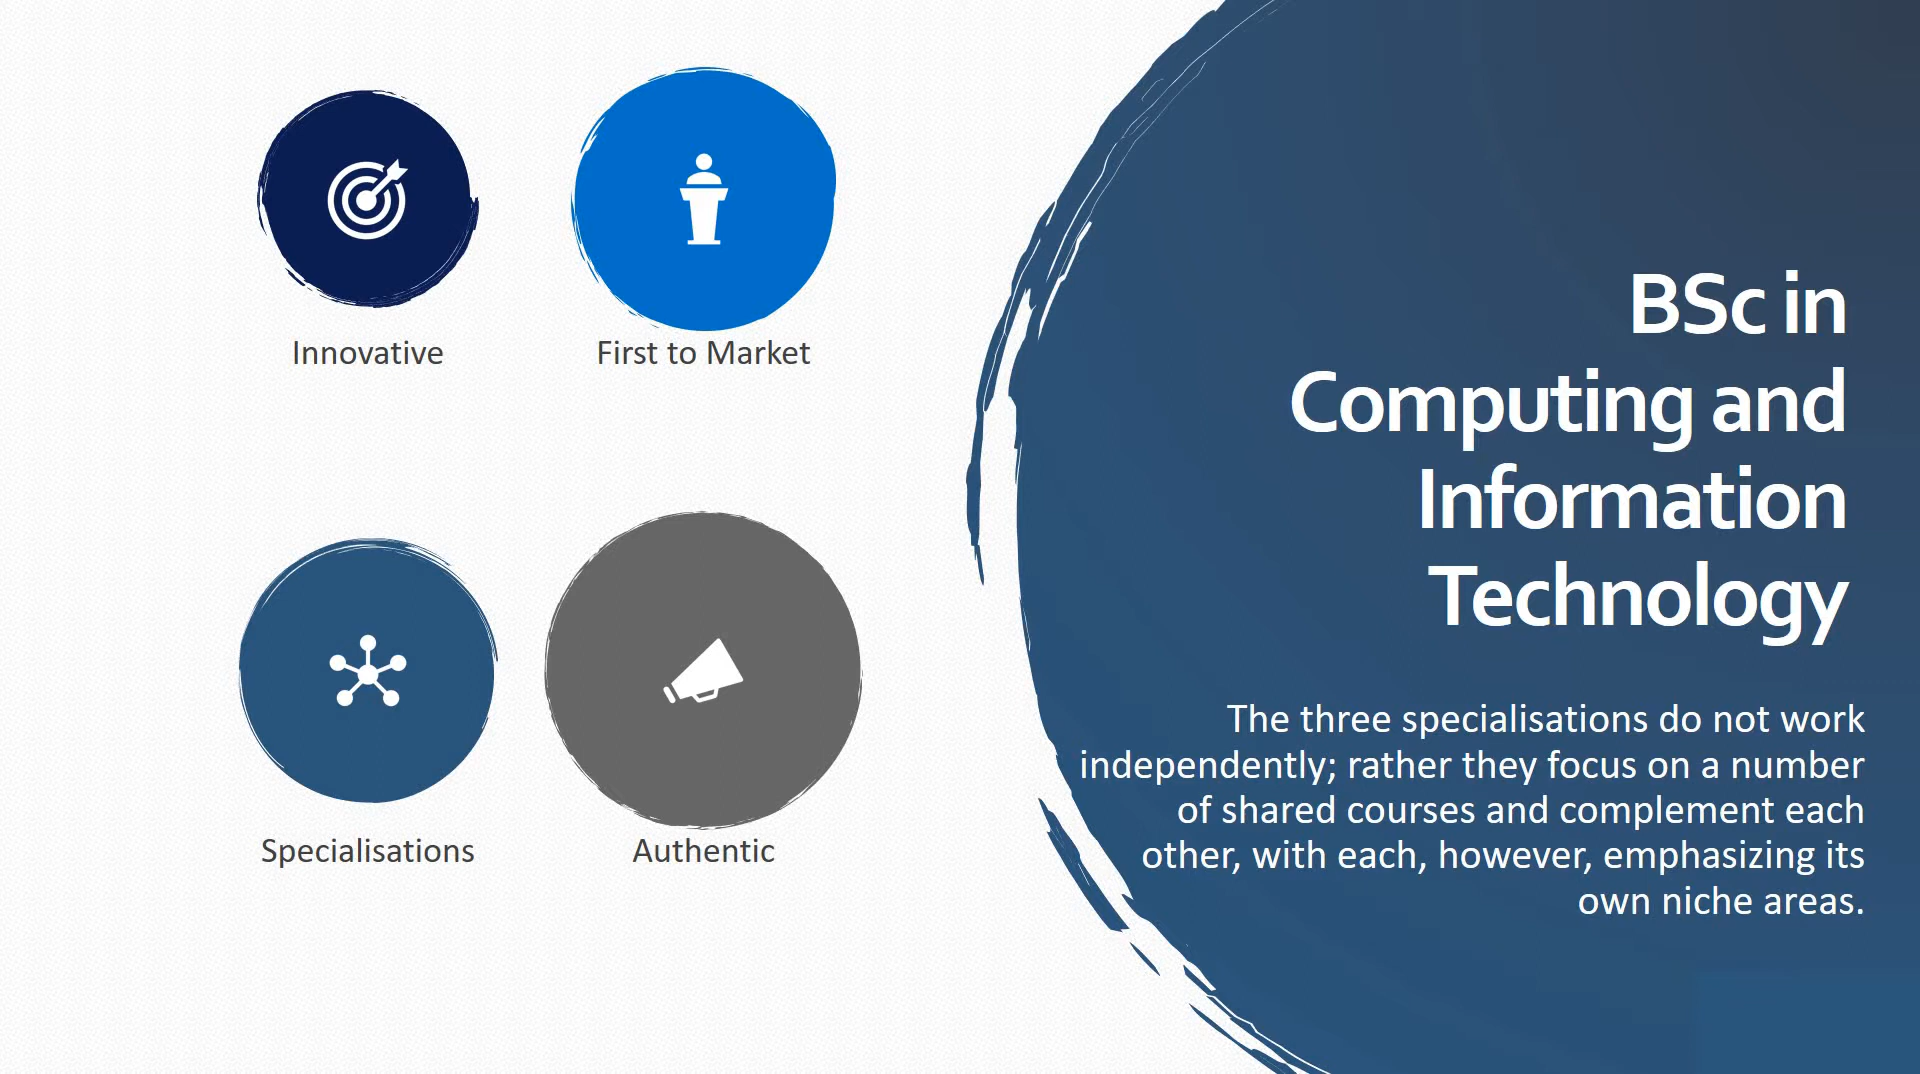 Innovative
First to Market
Specialisations
Authentic
BSc in
Computing and
Information
Technology
The three specialisations do not work
independently; rather they focus on a number
of shared courses and complement each
other, with each, however, emphasizing its
own niche areas.